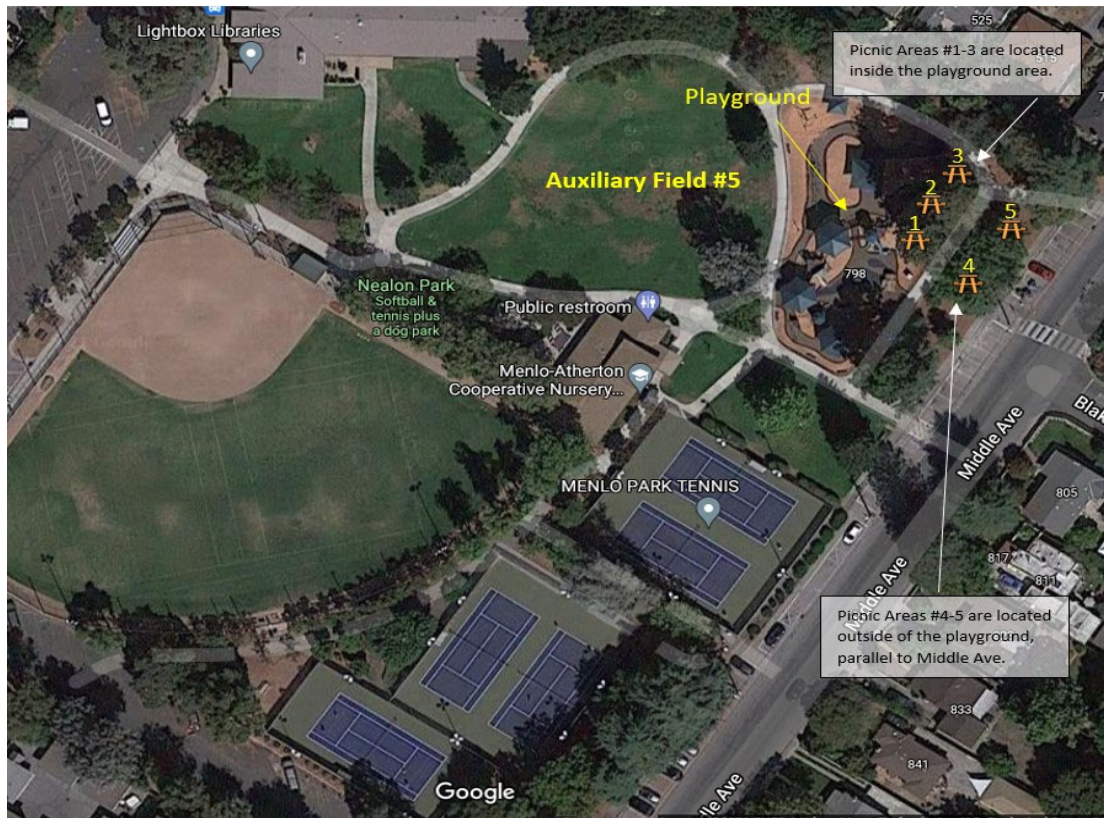 Lightbox Libraries
525
Picnic Areas #1-3 are located
inside the playground area.
Playground
Auxiliary Field #5
3
2
1
5
4
798
Nealon Park
Softball &
tennis plus
a dog park
Public restroom
Menlo-Atherton
Cooperative Nursery...
MENLO PARK TENNIS
Middle Ave
Blak
805
817
811
Middle Ave
Picnic Areas #4-5 are located
outside of the playground,
parallel to Middle Ave.
833
841
Google
dle Ave